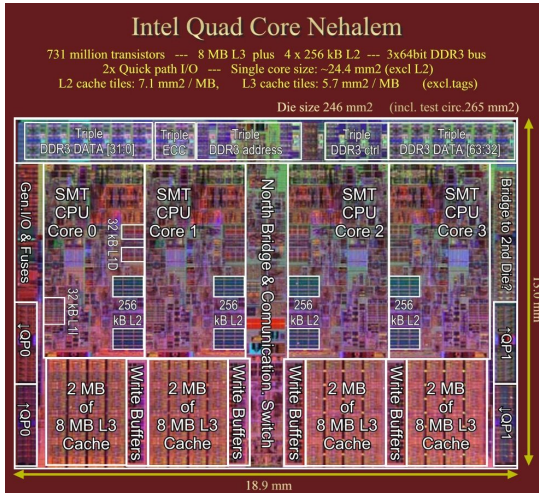 Intel Quad Core Nehalem
731 million transistors --- 8 MB L3 plus 4 x 256 kB L2 --- 3x64bit DDR3 bus
2x Quick path I/O --- Single core size: ~24.4 mm2 (excl L2)
L2 cache tiles: 7.1 mm2 / MB, L3 cache tiles: 5.7 mm2 / MB (excl.tags)
Die size 246 mm2 (incl. test circ.265 mm2)
Triple
DDR3 DATA [31:0]
Triple
ECC
Triple
DDR3 address
Triple
DDR3 ctrl
Triple
DDR3 DATA [63:32]
Gen.I/O & Fuses
SMT
CPU
Core 0
32 kB L1D
32 kB L1I
256
kB L2
SMT
CPU
Core 1
256
kB L2
North Bridge & Comunication Switch
SMT
CPU
Core 2
256
kB L2
SMT
CPU
Core 3
256
kB L2
Bridge to 2nd Die?
↓QP0
↑QP0
↑QP1
↓QP1
2 MB
of
8 MB L3
Cache
Write Buffers
2 MB
of
8 MB L3
Cache
Write Buffers
Write Buffers
2 MB
of
8 MB L3
Cache
Write Buffers
2 MB
of
8 MB L3
Cache
18.9 mm